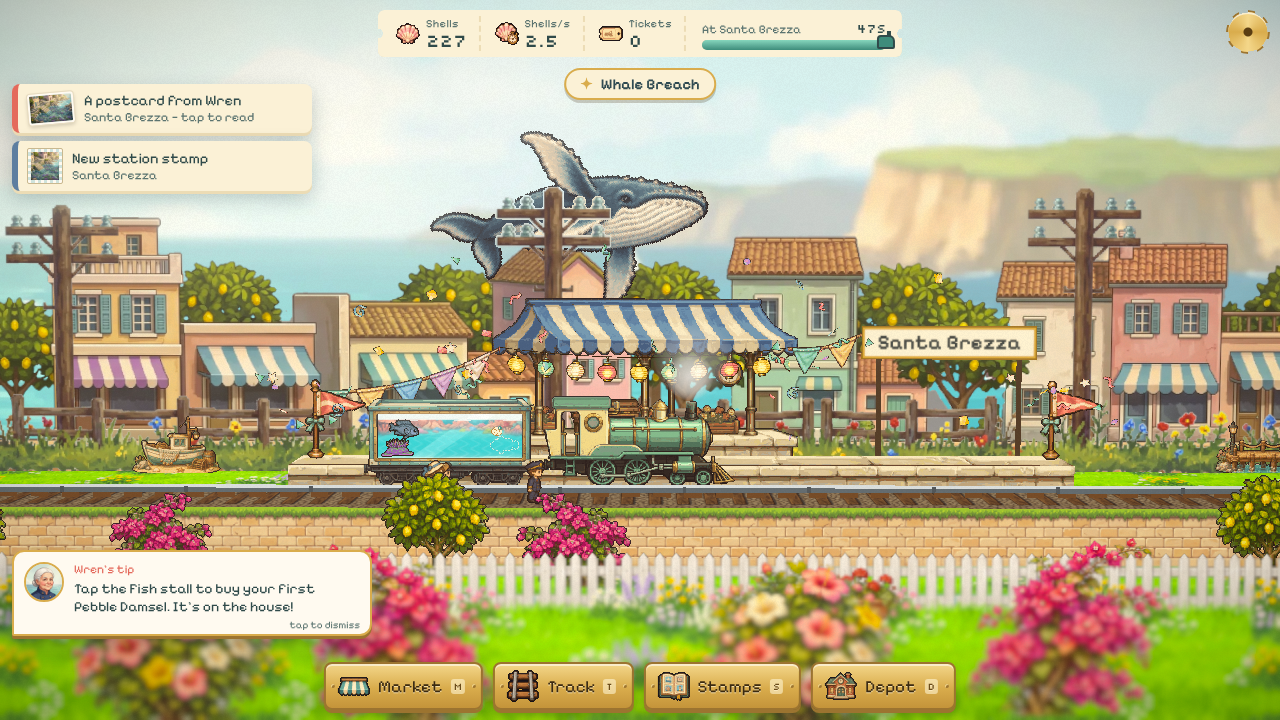 Shells
227
Shells/s
2.5
Tickets
0
At Santa Brezza
47s
Whale Breach
A postcard from Wren
Santa Brezza - tap to read
New station stamp
Santa Brezza
Santa Brezza
Wren's tip
Tap the fish stall to buy your first
Pebble Damsel. It's on the house!
tap to dismiss
Market M
Track T
Stamps S
Depot D